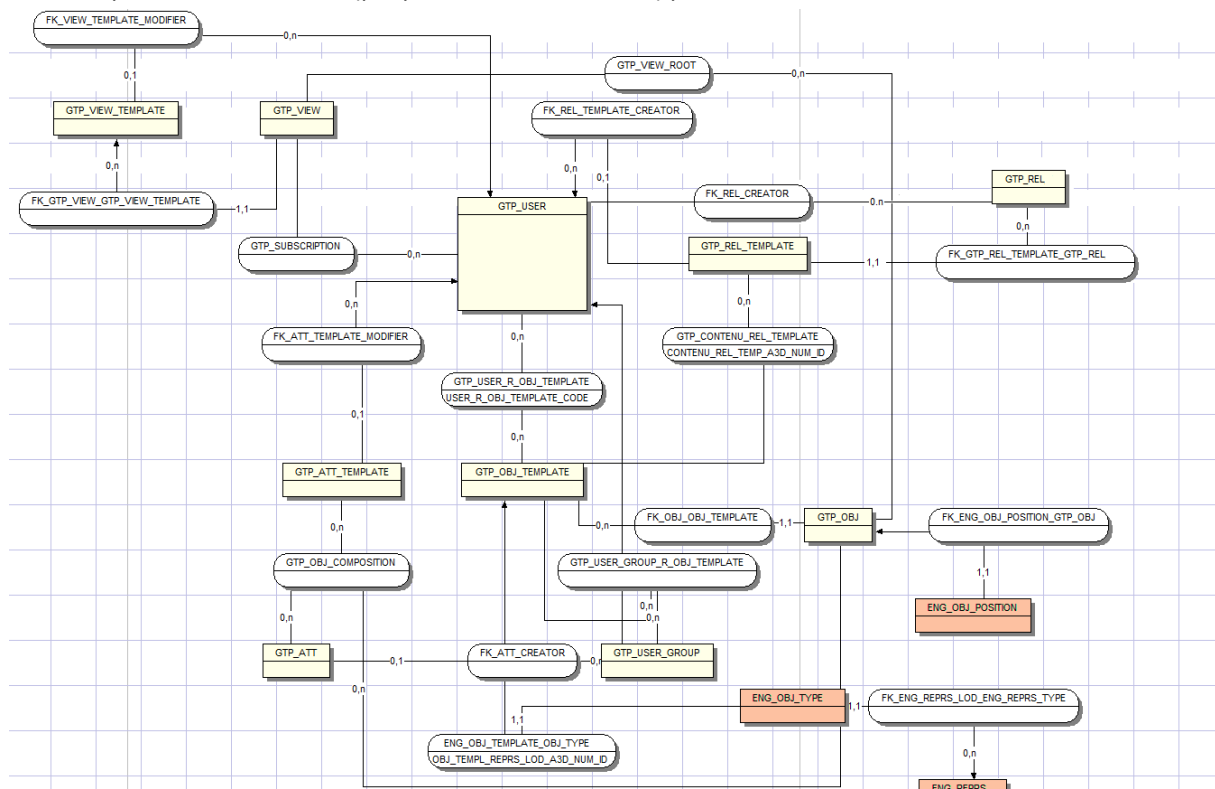 FK_VIEW_TEMPLATE_MODIFIER
0,n
GTP_VIEW_ROOT
0,n
0,1
GTP_VIEW_TEMPLATE
GTP_VIEW
FK_REL_TEMPLATE_CREATOR
0,n
0,n
0,1
GTP_REL
FK_GTP_VIEW_GTP_VIEW_TEMPLATE
1,1
GTP_USER
FK_REL_CREATOR
0,n
0,n
GTP_SUBSCRIPTION
0,n
GTP_REL_TEMPLATE
1,1
FK_GTP_REL_TEMPLATE_GTP_REL
0,n
0,n
FK_ATT_TEMPLATE_MODIFIER
0,n
GTP_CONTENU_REL_TEMPLATE
CONTENU_REL_TEMP_A3D_NUM_ID
GTP_USER_R_OBJ_TEMPLATE
USER_R_OBJ_TEMPLATE_CODE
0,1
0,n
GTP_ATT_TEMPLATE
GTP_OBJ_TEMPLATE
0,n
0,n
FK_OBJ_OBJ_TEMPLATE
1,1
GTP_OBJ
FK_ENG_OBJ_POSITION_GTP_OBJ
GTP_OBJ_COMPOSITION
GTP_USER_GROUP_R_OBJ_TEMPLATE
1,1
0,n
ENG_OBJ_POSITION
0,n
0,n
GTP_ATT
0,1
FK_ATT_CREATOR
GTP_USER_GROUP
0,n
ENG_OBJ_TYPE
1,1
FK_ENG_REPRS_LOD_ENG_REPRS_TYPE
1,1
ENG_OBJ_TEMPLATE_OBJ_TYPE
OBJ_TEMPL_REPRS_LOD_A3D_NUM_ID
0,n
ENG_REPRS